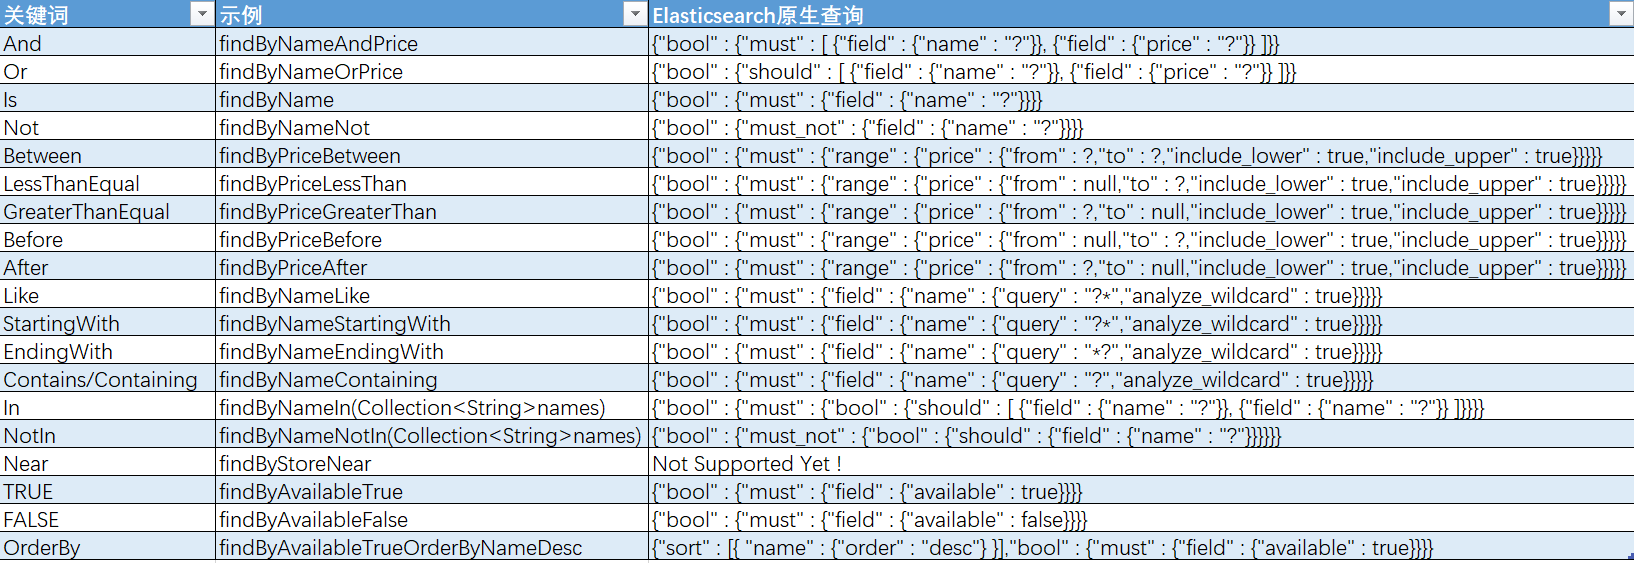 关键词 示例 Elasticsearch原生查询
And findByNameAndPrice {"bool" : {"must" : [ {"field" : {"name" : "?"}}, {"field" : {"price" : "?"}} ]}}
Or findByNameOrPrice {"bool" : {"should" : [ {"field" : {"name" : "?"}}, {"field" : {"price" : "?"}} ]}}
Is findByName {"bool" : {"must" : {"field" : {"name" : "?"}}}}
Not findByNameNot {"bool" : {"must_not" : {"field" : {"name" : "?"}}}}
Between findByPriceBetween {"bool" : {"must" : {"range" : {"price" : {"from" : ?,"to" : ?,"include_lower" : true,"include_upper" : true}}}}}
LessThanEqual findByPriceLessThan {"bool" : {"must" : {"range" : {"price" : {"from" : null,"to" : ?,"include_lower" : true,"include_upper" : true}}}}}
GreaterThanEqual findByPriceGreaterThan {"bool" : {"must" : {"range" : {"price" : {"from" : ?,"to" : null,"include_lower" : true,"include_upper" : true}}}}}
Before findByPriceBefore {"bool" : {"must" : {"range" : {"price" : {"from" : null,"to" : ?,"include_lower" : true,"include_upper" : true}}}}}
After findByPriceAfter {"bool" : {"must" : {"range" : {"price" : {"from" : ?,"to" : null,"include_lower" : true,"include_upper" : true}}}}}
Like findByNameLike {"bool" : {"must" : {"field" : {"name" : {"query" : "?*","analyze_wildcard" : true}}}}}
StartingWith findByNameStartingWith {"bool" : {"must" : {"field" : {"name" : {"query" : "?*","analyze_wildcard" : true}}}}}
EndingWith findByNameEndingWith {"bool" : {"must" : {"field" : {"name" : {"query" : "*?","analyze_wildcard" : true}}}}}
Contains/Containing findByNameContaining {"bool" : {"must" : {"field" : {"name" : {"query" : "?","analyze_wildcard" : true}}}}}
In findByNameIn(Collection<String>names) {"bool" : {"must" : {"bool" : {"should" : [ {"field" : {"name" : "?"}}, {"field" : {"name" : "?"}} ]}}}}
NotIn findByNameNotIn(Collection<String>names) {"bool" : {"must_not" : {"bool" : {"should" : {"field" : {"name" : "?"}}}}}}
Near findByStoreNear Not Supported Yet !
TRUE findByAvailableTrue {"bool" : {"must" : {"field" : {"available" : true}}}}
FALSE findByAvailableFalse {"bool" : {"must" : {"field" : {"available" : false}}}}
OrderBy findByAvailableTrueOrderByNameDesc {"sort" : [{ "name" : {"order" : "desc"} }],"bool" : {"must" : {"field" : {"available" : true}}}}